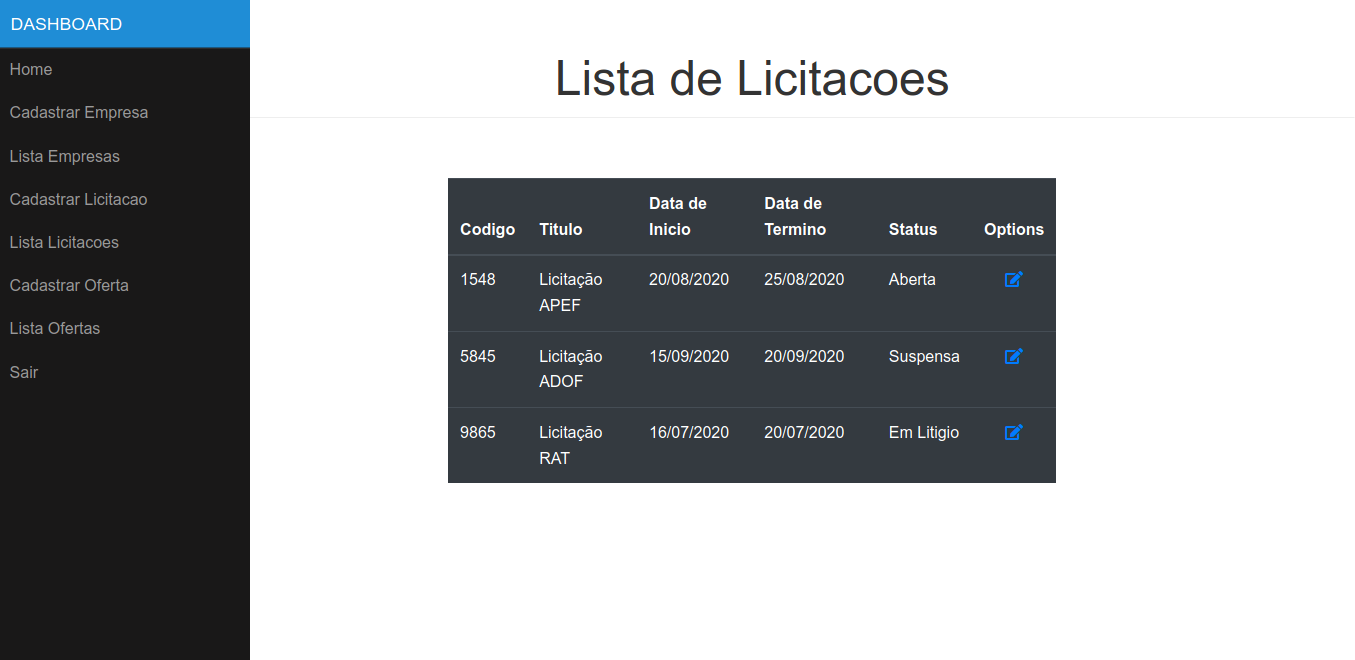 DASHBOARD
Home
Cadastrar Empresa
Lista Empresas
Cadastrar Licitacao
Lista Licitacoes
Cadastrar Oferta
Lista Ofertas
Sair
Lista de Licitacoes
Codigo Titulo Data de Inicio Data de Termino Status Options
1548 Licitação APEF 20/08/2020 25/08/2020 Aberta
5845 Licitação ADOF 15/09/2020 20/09/2020 Suspensa
9865 Licitação RAT 16/07/2020 20/07/2020 Em Litigio